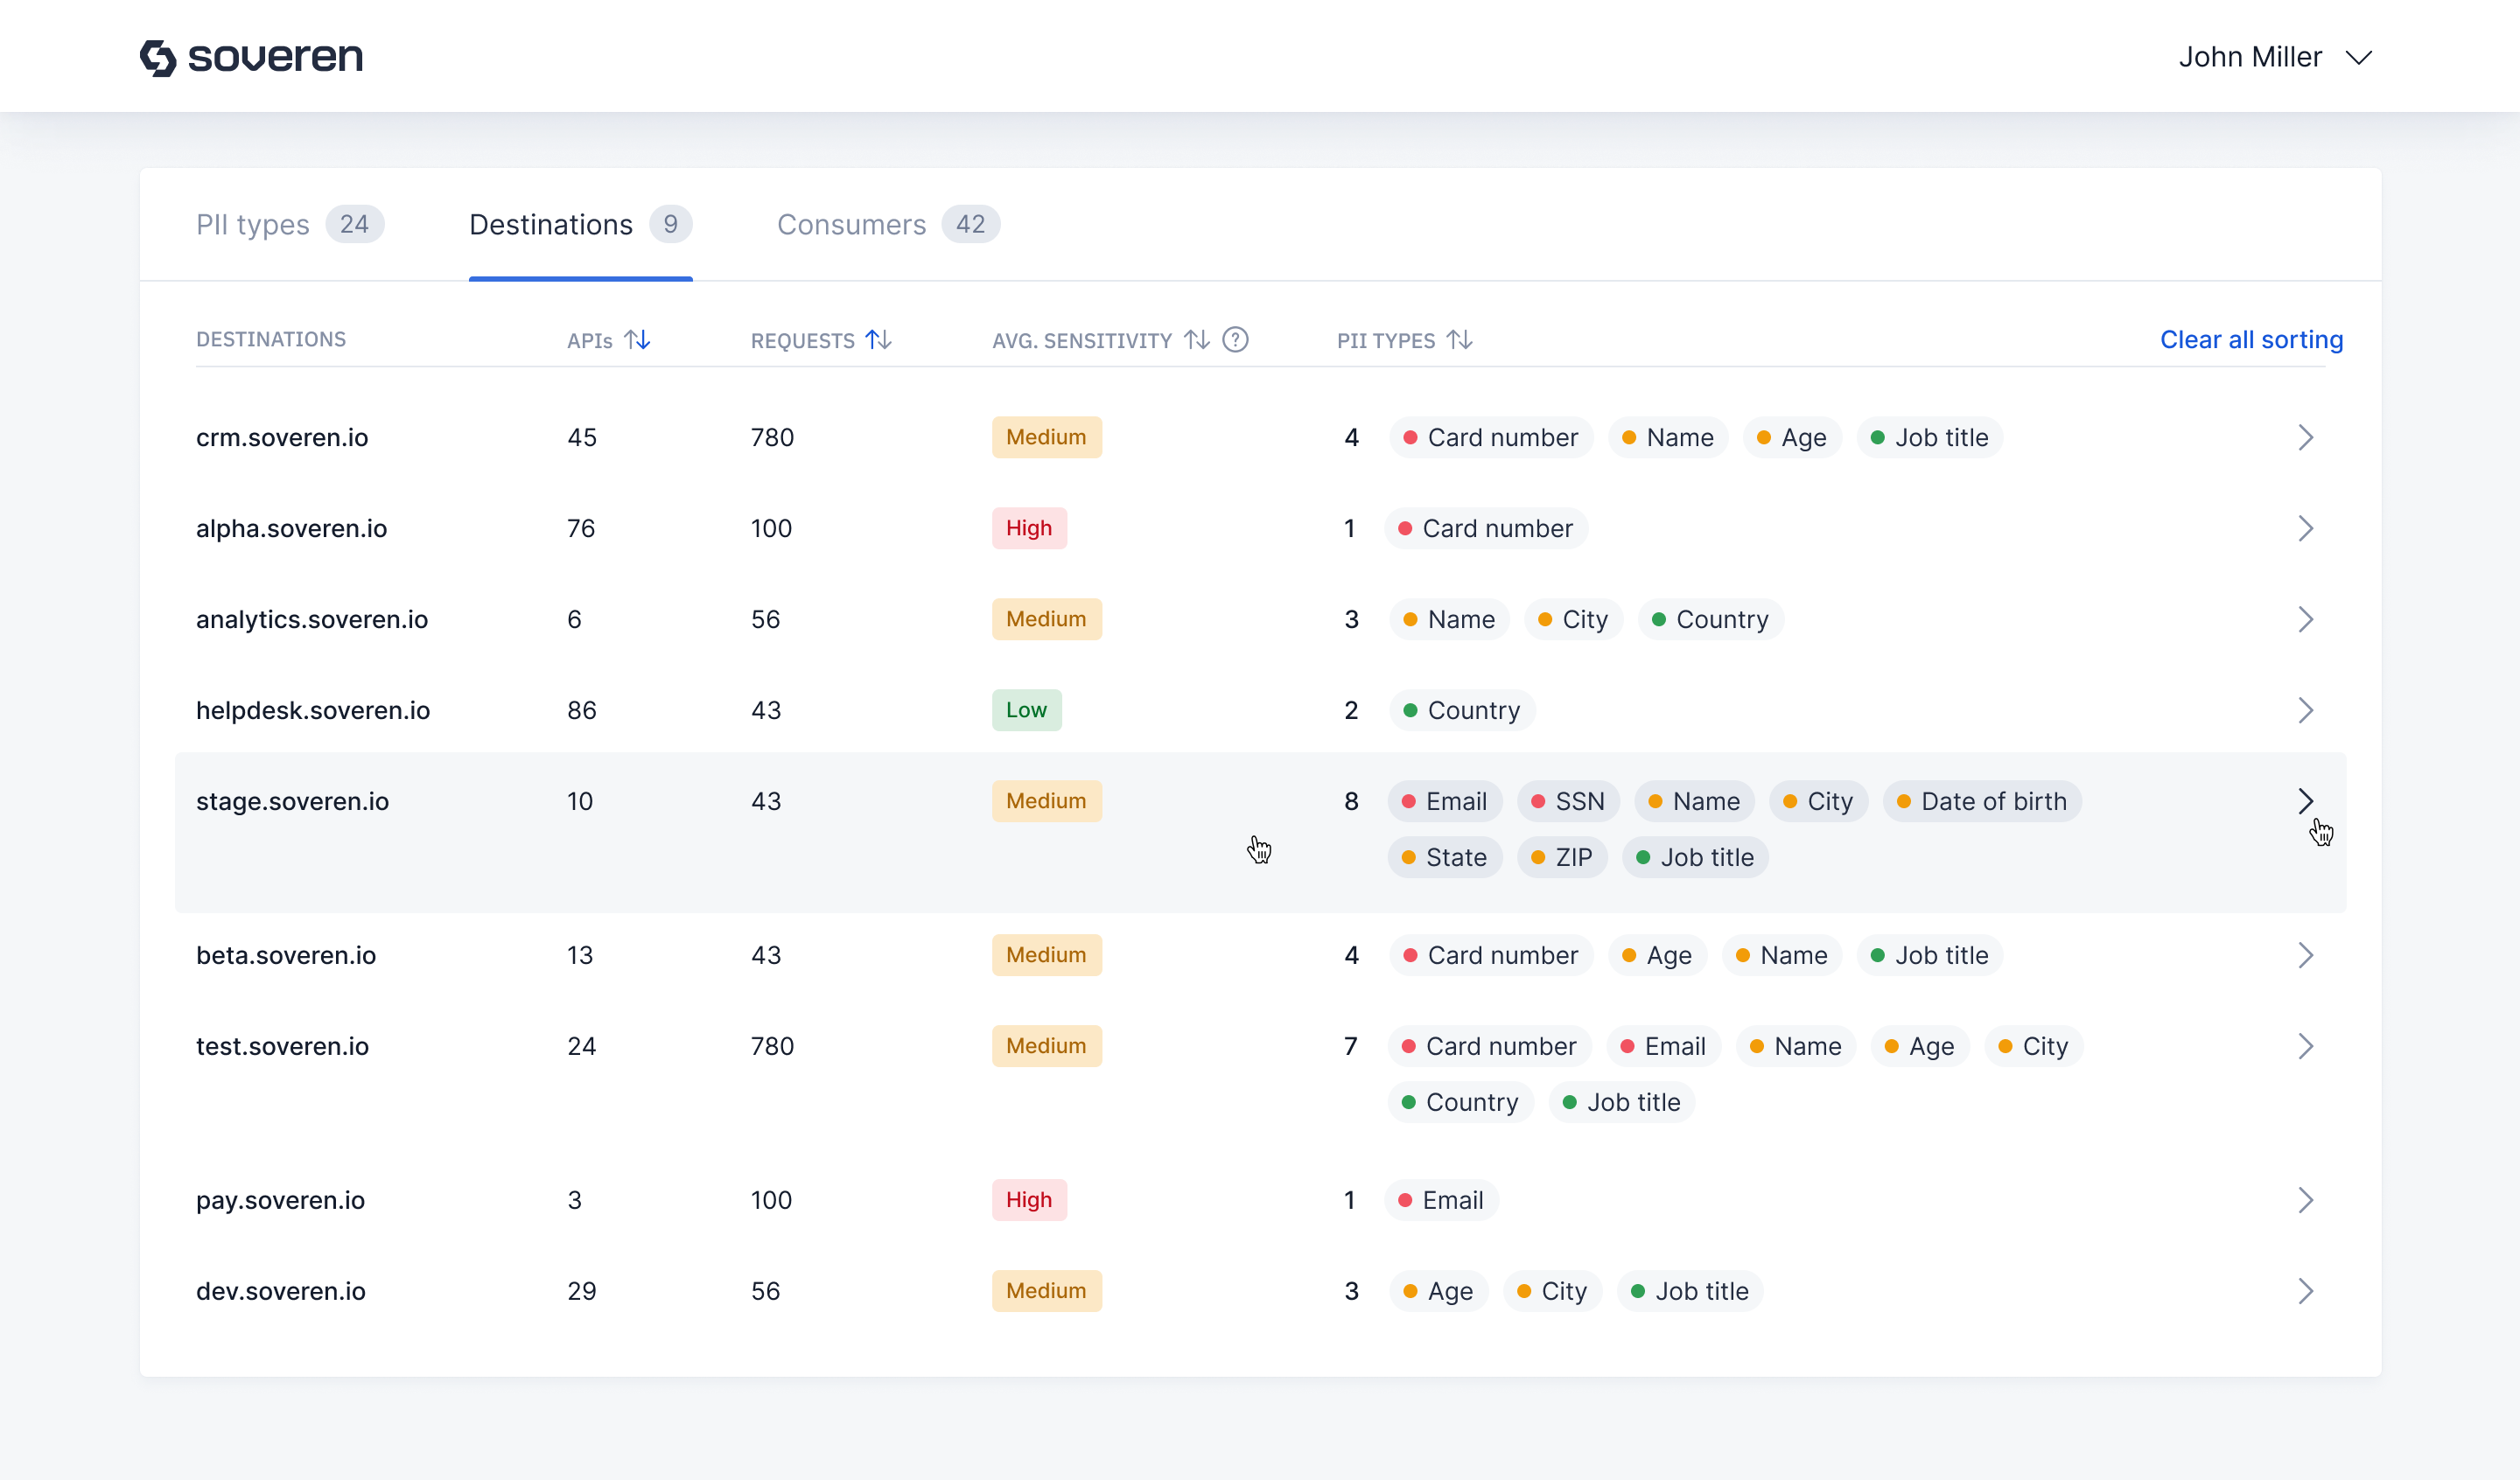 soveren
John Miller
PII types 24 Destinations 9 Consumers 42
DESTINATIONS APIs REQUESTS AVG. SENSITIVITY ? PII TYPES Clear all sorting
crm.soveren.io 45 780 Medium 4 Card number Name Age Job title
alpha.soveren.io 76 100 High 1 Card number
analytics.soveren.io 6 56 Medium 3 Name City Country
helpdesk.soveren.io 86 43 Low 2 Country
stage.soveren.io 10 43 Medium 8 Email SSN Name City Date of birth
State ZIP Job title
beta.soveren.io 13 43 Medium 4 Card number Age Name Job title
test.soveren.io 24 780 Medium 7 Card number Email Name Age City
Country Job title
pay.soveren.io 3 100 High 1 Email
dev.soveren.io 29 56 Medium 3 Age City Job title